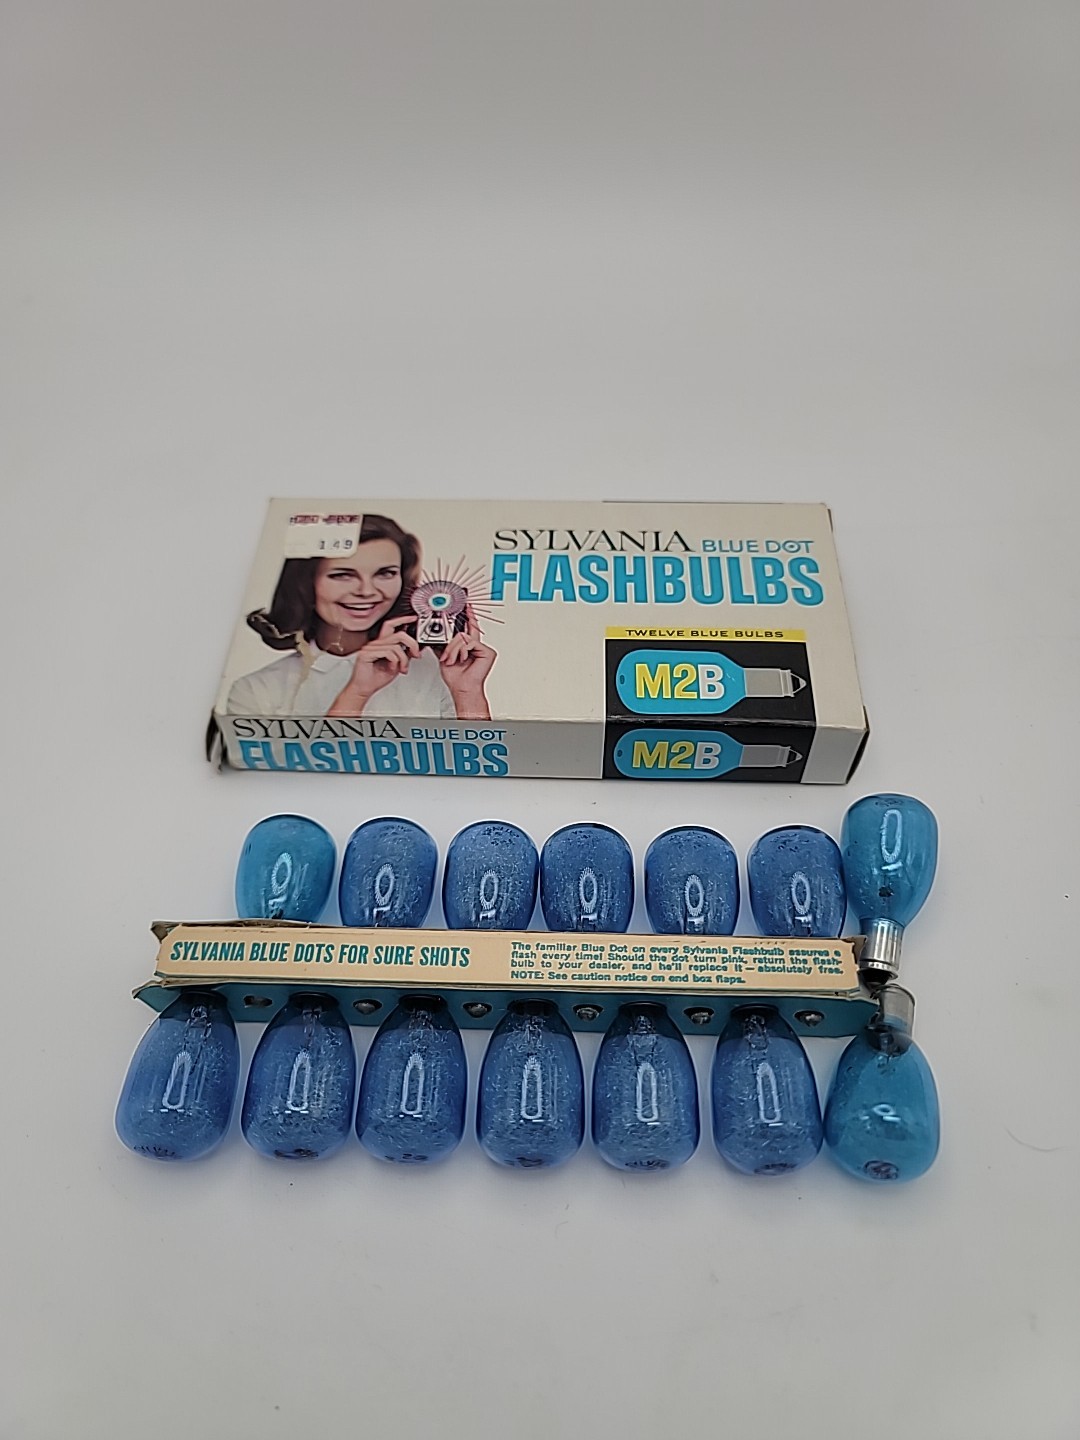 1 49
SYLVANIA BLUE DOT
FLASHBULBS
TWELVE BLUE BULBS
M2B
SYLVANIA BLUE DOT
FLASHBULBS
M2B
SYLVANIA BLUE DOTS FOR SURE SHOTS
The familiar Blue Dot on every Sylvania Flashbulb assures a
flash every time! Should the dot turn pink, return the flash-
bulb to your dealer, and he'll replace it — absolutely free.
NOTE: See caution notice on end box flaps.